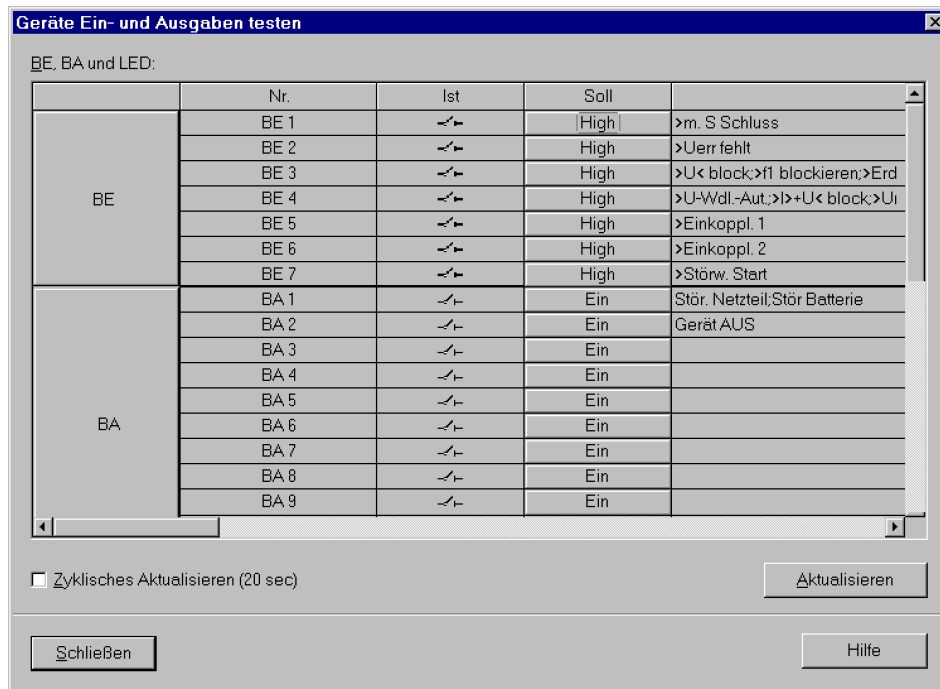 Geräte Ein- und Ausgaben testen
BE, BA und LED:
Nr. Ist Soll
BE
BE 1 High >m. S Schluss
BE 2 High >Uerr fehlt
BE 3 High >U< block;>f1 blockieren;>Erd
BE 4 High >U-Wdl.-Aut.;>I>+U< block;
BE 5 High >Einkoppl. 1
BE 6 High >Einkoppl. 2
BE 7 High >Störw. Start
BA
BA 1 Ein Stör. Netzteil;Stör Batterie
BA 2 Ein Gerät AUS
BA 3 Ein
BA 4 Ein
BA 5 Ein
BA 6 Ein
BA 7 Ein
BA 8 Ein
BA 9 Ein
Zyklisches Aktualisieren (20 sec)
Aktualisieren
Schließen
Hilfe